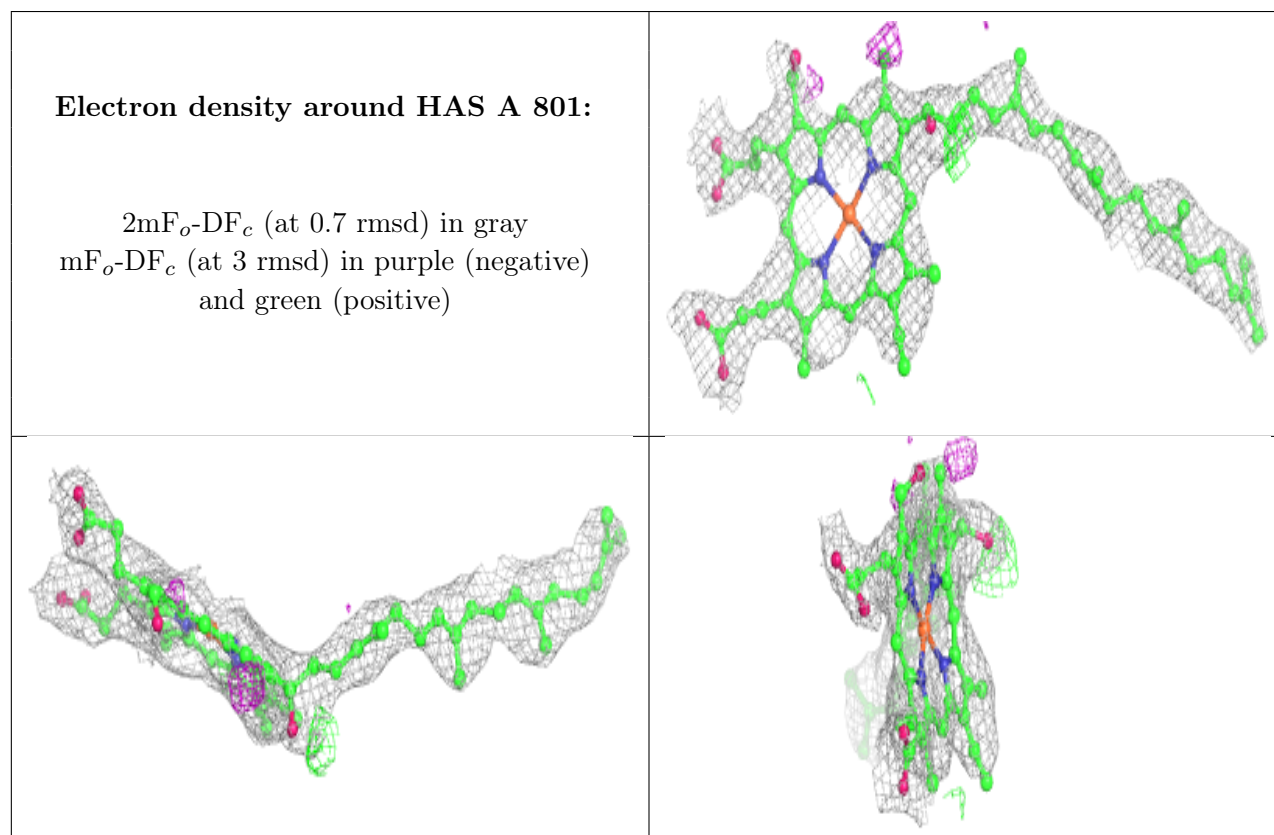 Electron density around HAS A 801:
2mFₒ-DF𝒸 (at 0.7 rmsd) in gray
mFₒ-DF𝒸 (at 3 rmsd) in purple (negative)
and green (positive)